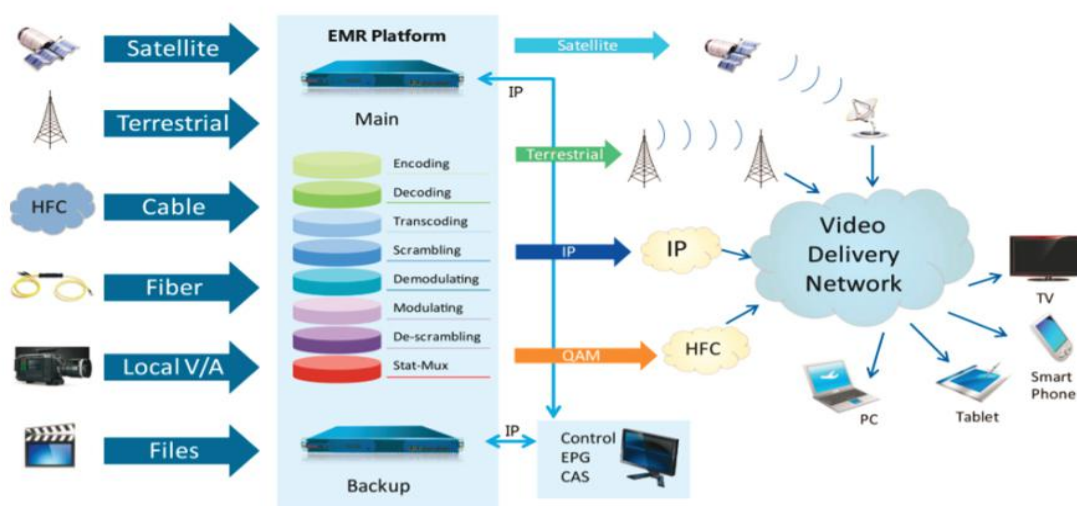 Satellite
Terrestrial
HFC
Cable
Fiber
Local V/A
Files
EMR Platform
Main
Encoding
Decoding
Transcoding
Scrambling
Demodulating
Modulating
De-scrambling
Stat-Mux
Backup
Satellite
IP
Terrestrial
IP
IP
QAM
HFC
IP
Control
EPG
CAS
Video
Delivery
Network
TV
Smart
Phone
Tablet
PC